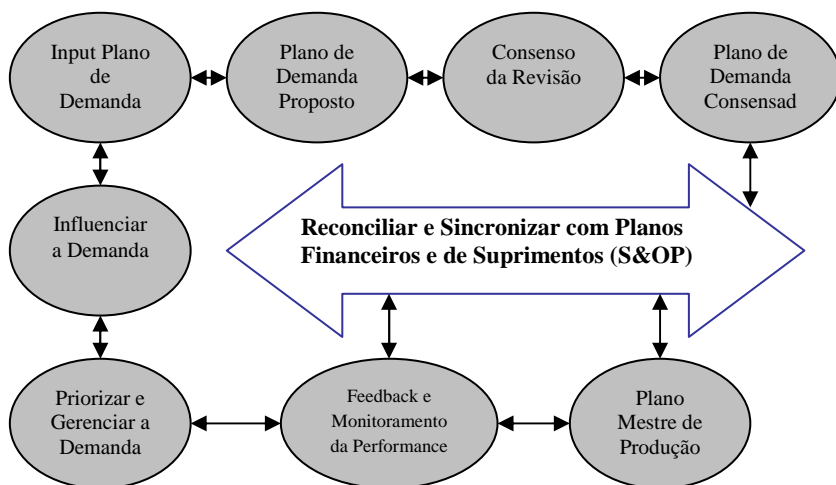 Input Plano
de
Demanda
Plano de
Demanda
Proposto
Consenso
da Revisão
Plano de
Demanda
Consensad
Influenciar
a Demanda
Reconciliar e Sincronizar com Planos
Financeiros e de Suprimentos (S&OP)
Priorizar e
Gerenciar a
Demanda
Feedback e
Monitoramento
da Performance
Plano
Mestre de
Produção